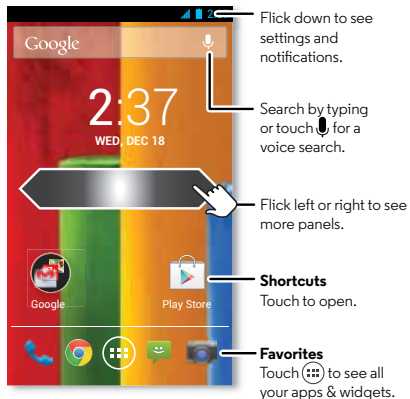 2
Google
2:37
WED, DEC 18
Google
Play Store
Flick down to see
settings and
notifications.
Search by typing
or touch for a
voice search.
Flick left or right to see
more panels.
Shortcuts
Touch to open.
Favorites
Touch to see all
your apps & widgets.